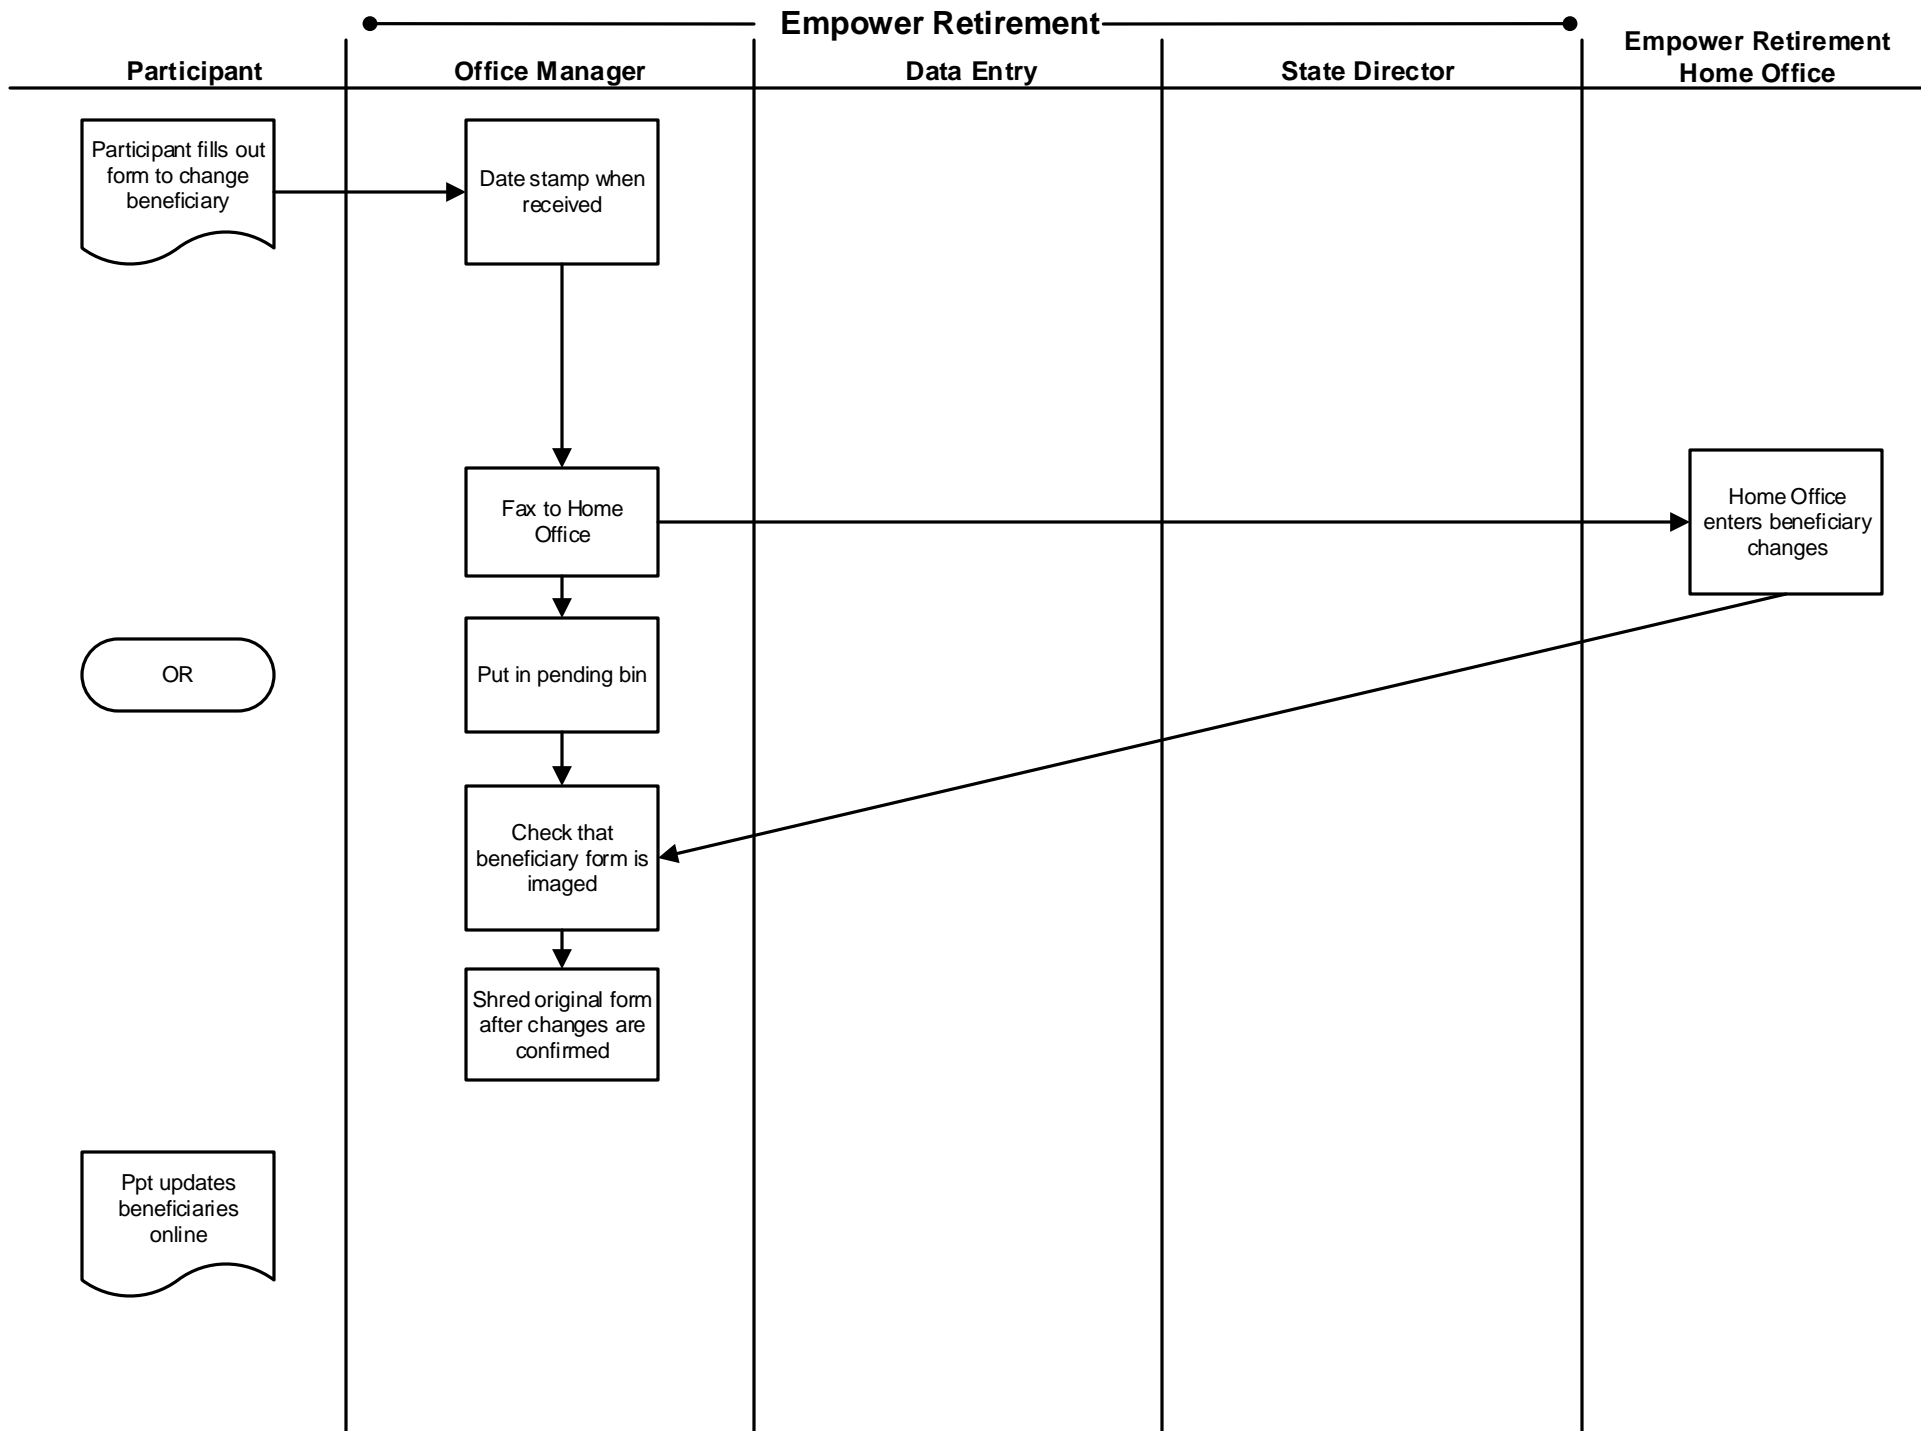 Empower Retirement
Participant
Office Manager
Data Entry
State Director
Empower Retirement
Home Office
Participant fills out
form to change
beneficiary
Date stamp when
received
Fax to Home
Office
Home Office
enters beneficiary
changes
OR
Put in pending bin
Check that
beneficiary form is
imaged
Shred original form
after changes are
confirmed
Ppt updates
beneficiaries
online